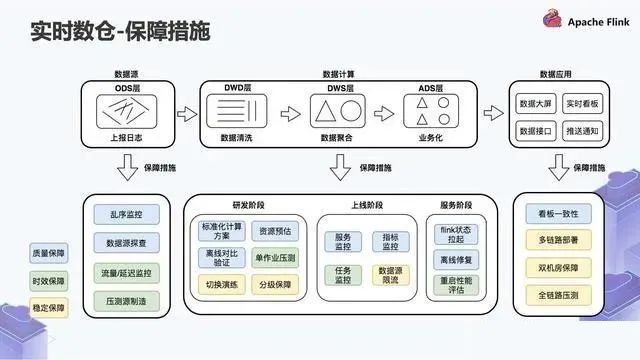 实时数仓-保障措施
Apache Flink
数据源
数据计算
数据应用
ODS层
DWD层
DWS层
ADS层
数据大屏
实时看板
数据接口
推送通知
上报日志
数据清洗
数据聚合
业务化
保障措施
保障措施
保障措施
研发阶段
上线阶段
服务阶段
质量保障
时效保障
稳定保障
乱序监控
数据源探查
流量/延迟监控
压测源制造
标准化计算
方案
资源预估
离线对比
验证
单作业压测
切换演练
分级保障
服务
监控
指标
监控
任务
监控
数据源
限流
flink状态
拉起
离线修复
重启性能
评估
看板一致性
多链路部署
双机房保障
全链路压测